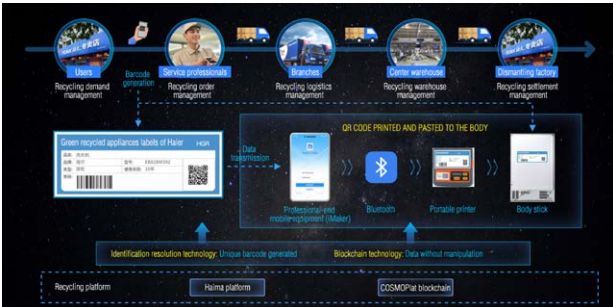 Users
Service professionals
Branches
Center warehouse
Dismantling factory
Recycling demand
management
Barcode
generation
Recycling order
management
Recycling logistics
management
Recycling warehouse
management
Recycling settlement
management
QR CODE PRINTED AND PASTED TO THE BODY
Green recycled appliances labels of Haier
HGR
Data
transmission
Professional-end
mobile equipment (iMaker)
Bluetooth
Portable printer
Body stick
Identification resolution technology: Unique barcode generated
Blockchain technology: Data without manipulation
Recycling platform
Haima platform
COSMOPlat blockchain